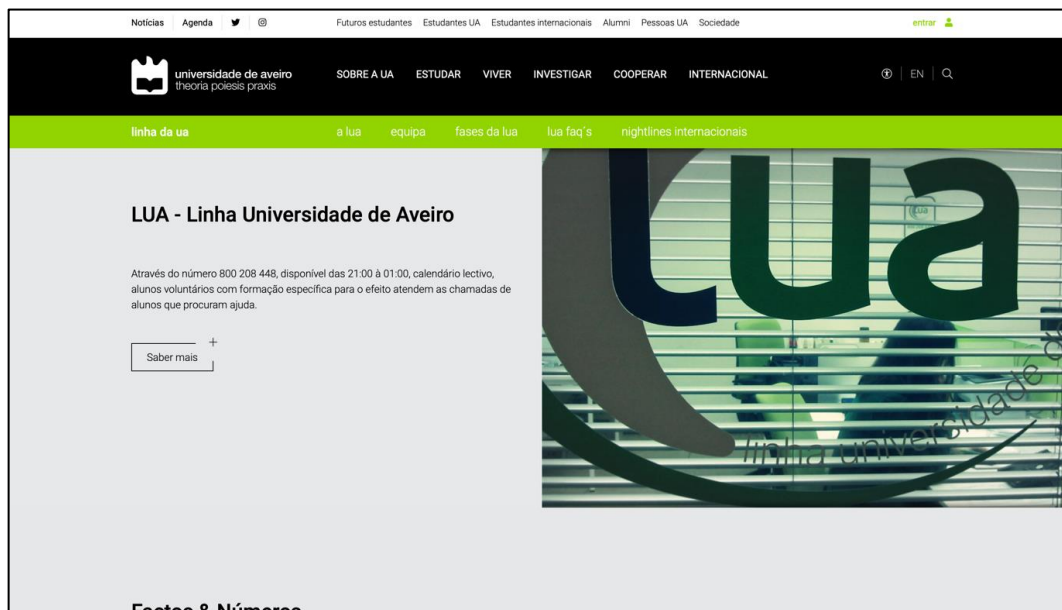 Notícias Agenda Futuros estudantes Estudantes UA Estudantes internacionais Alumni Pessoas UA Sociedade entrar
universidade de aveiro
theoria poiesis praxis
SOBRE A UA ESTUDAR VIVER INVESTIGAR COOPERAR INTERNACIONAL EN
linha da ua a lua equipa fases da lua lua faq´s nightlines internacionais
LUA - Linha Universidade de Aveiro
Através do número 800 208 448, disponível das 21:00 à 01:00, calendário lectivo,
alunos voluntários com formação específica para o efeito atendem as chamadas de
alunos que procuram ajuda.
Saber mais
lua
lua
linha universidade de
Factos & Números